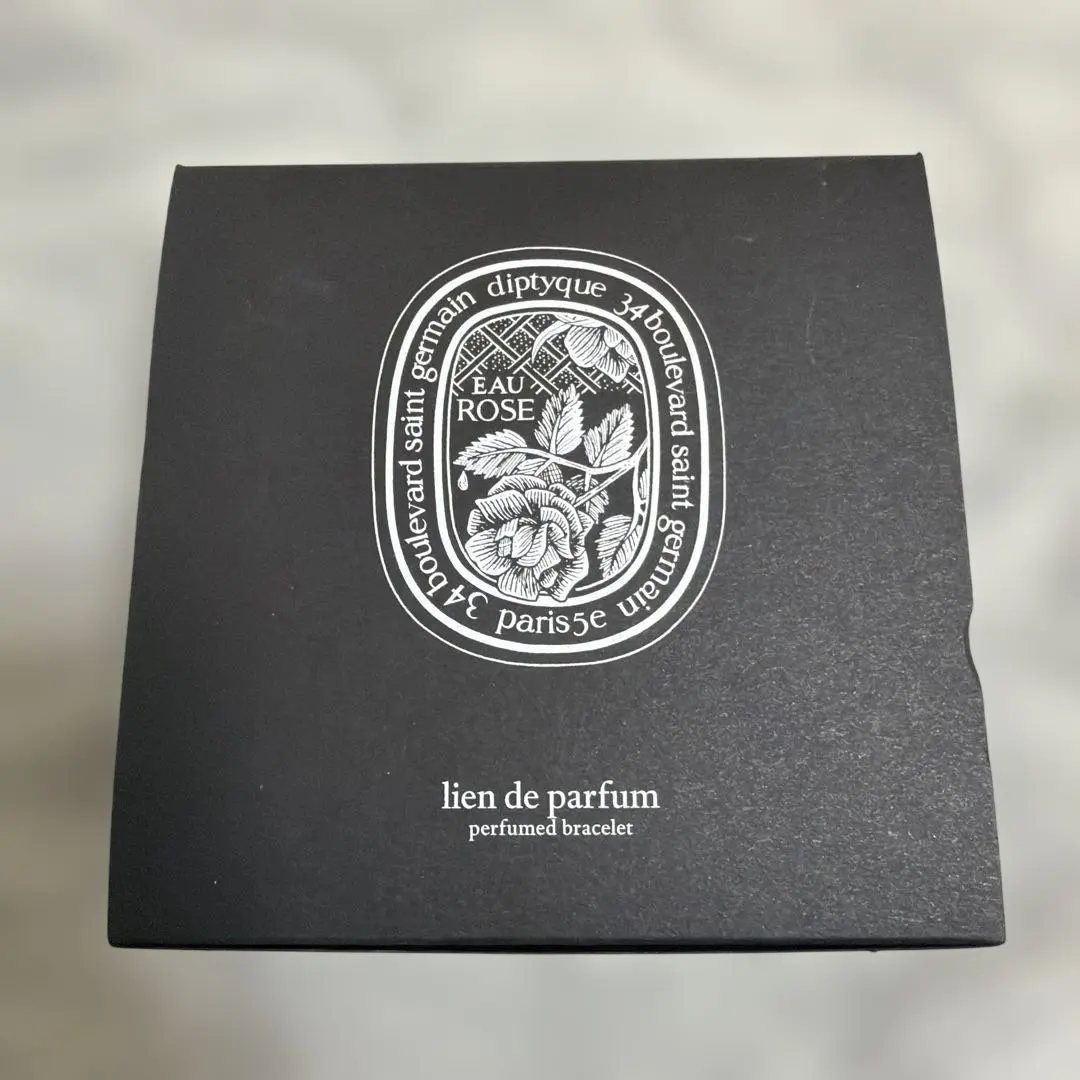 diptyque 34 boulevard saint germain paris5e 34 boulevard saint germain
EAU
ROSE
lien de parfum
perfumed bracelet